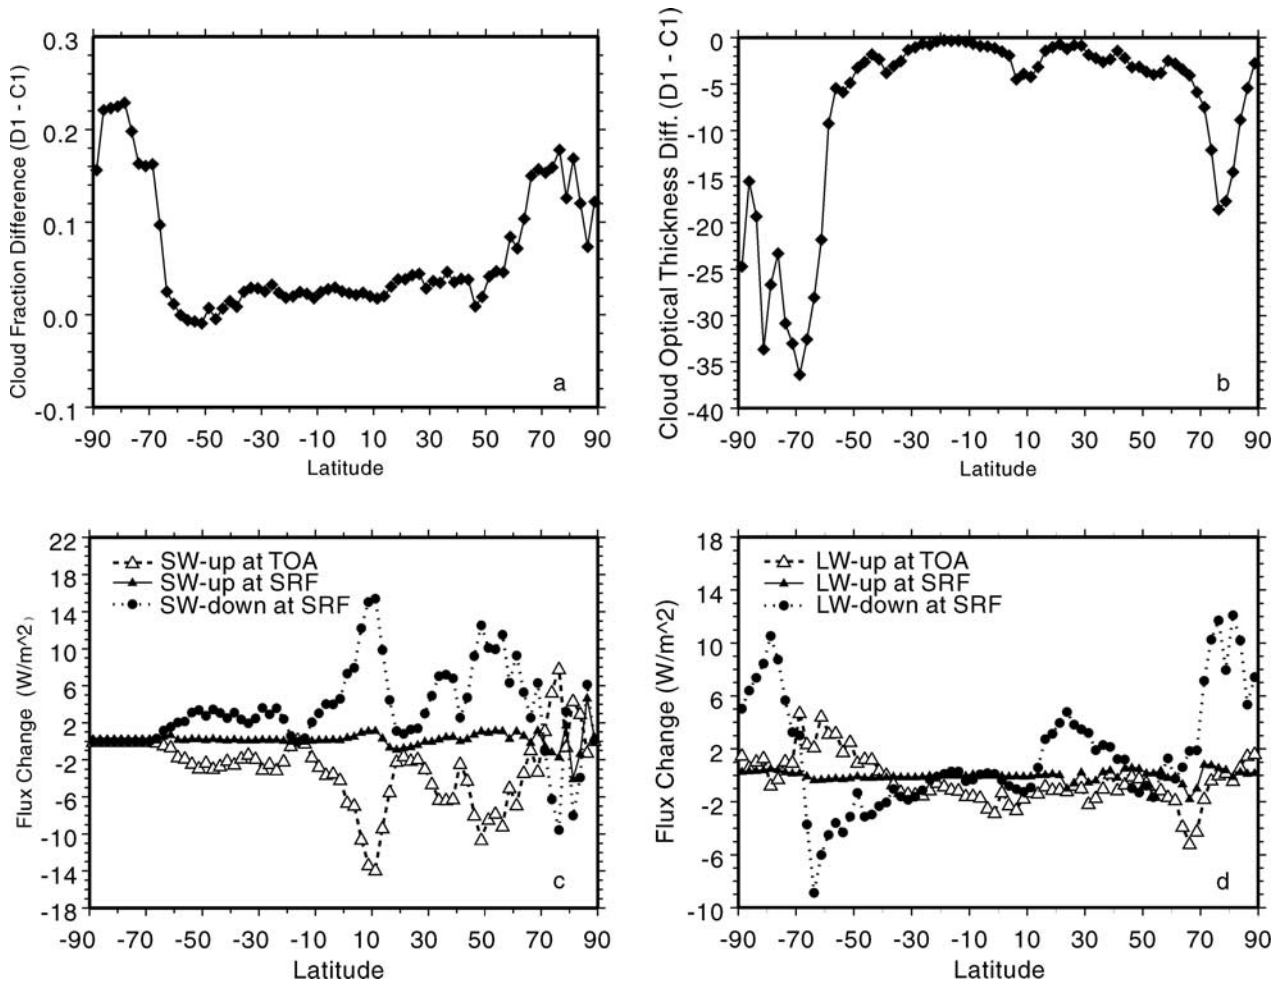 Cloud Fraction Difference (D1 - C1)
0.3
0.2
0.1
0.0
-0.1
a
-90 -70 -50 -30 -10 10 30 50 70 90
Latitude
Cloud Optical Thickness Diff. (D1 - C1)
0
-5
-10
-15
-20
-25
-30
-35
-40
b
-90 -70 -50 -30 -10 10 30 50 70 90
Latitude
Flux Change (W/m^2)
22
18
14
10
6
2
-2
-6
-10
-14
-18
SW-up at TOA
SW-up at SRF
SW-down at SRF
c
-90 -70 -50 -30 -10 10 30 50 70 90
Latitude
Flux Change (W/m^2)
18
14
10
6
2
-2
-6
-10
LW-up at TOA
LW-up at SRF
LW-down at SRF
d
-90 -70 -50 -30 -10 10 30 50 70 90
Latitude